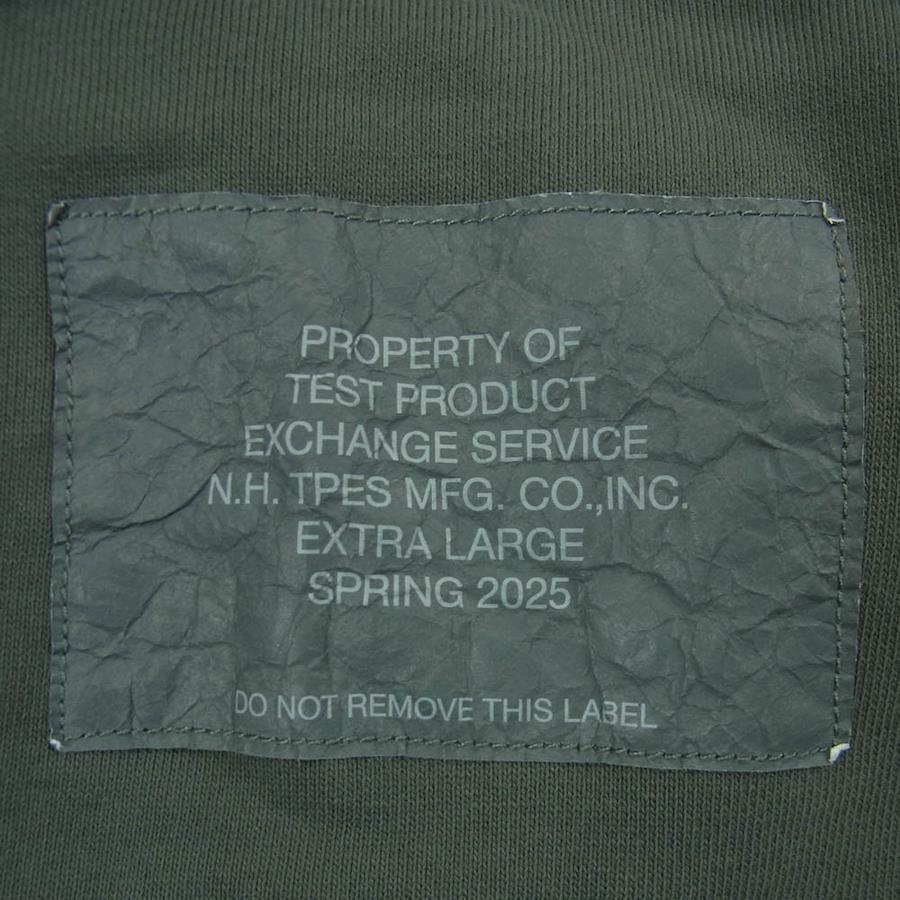 PROPERTY OF
TEST PRODUCT
EXCHANGE SERVICE
N.H. TPES MFG. CO.,INC.
EXTRA LARGE
SPRING 2025
DO NOT REMOVE THIS LABEL